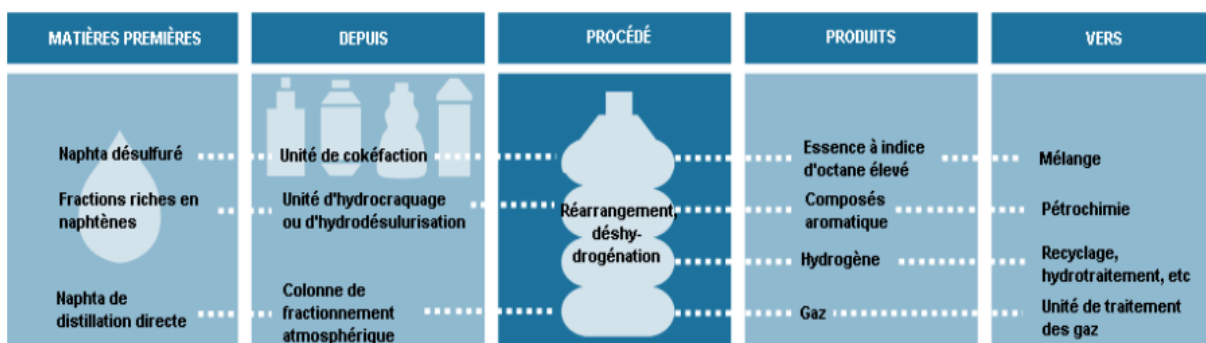 MATIÈRES PREMIÈRES
DEPUIS
PROCÉDÉ
PRODUITS
VERS
Naphta désulfuré
Unité de cokéfaction
Essence à indice
d'octane élevé
Mélange
Fractions riches en
naphtènes
Unité d'hydrocraquage
ou d'hydrodésulurisation
Réarrangement,
déshy-
drogénation
Composés
aromatique
Pétrochimie
Hydrogène
Recyclage,
hydrotraitement, etc
Naphta de
distillation directe
Colonne de
fractionnement
atmosphérique
Gaz
Unité de traitement
des gaz